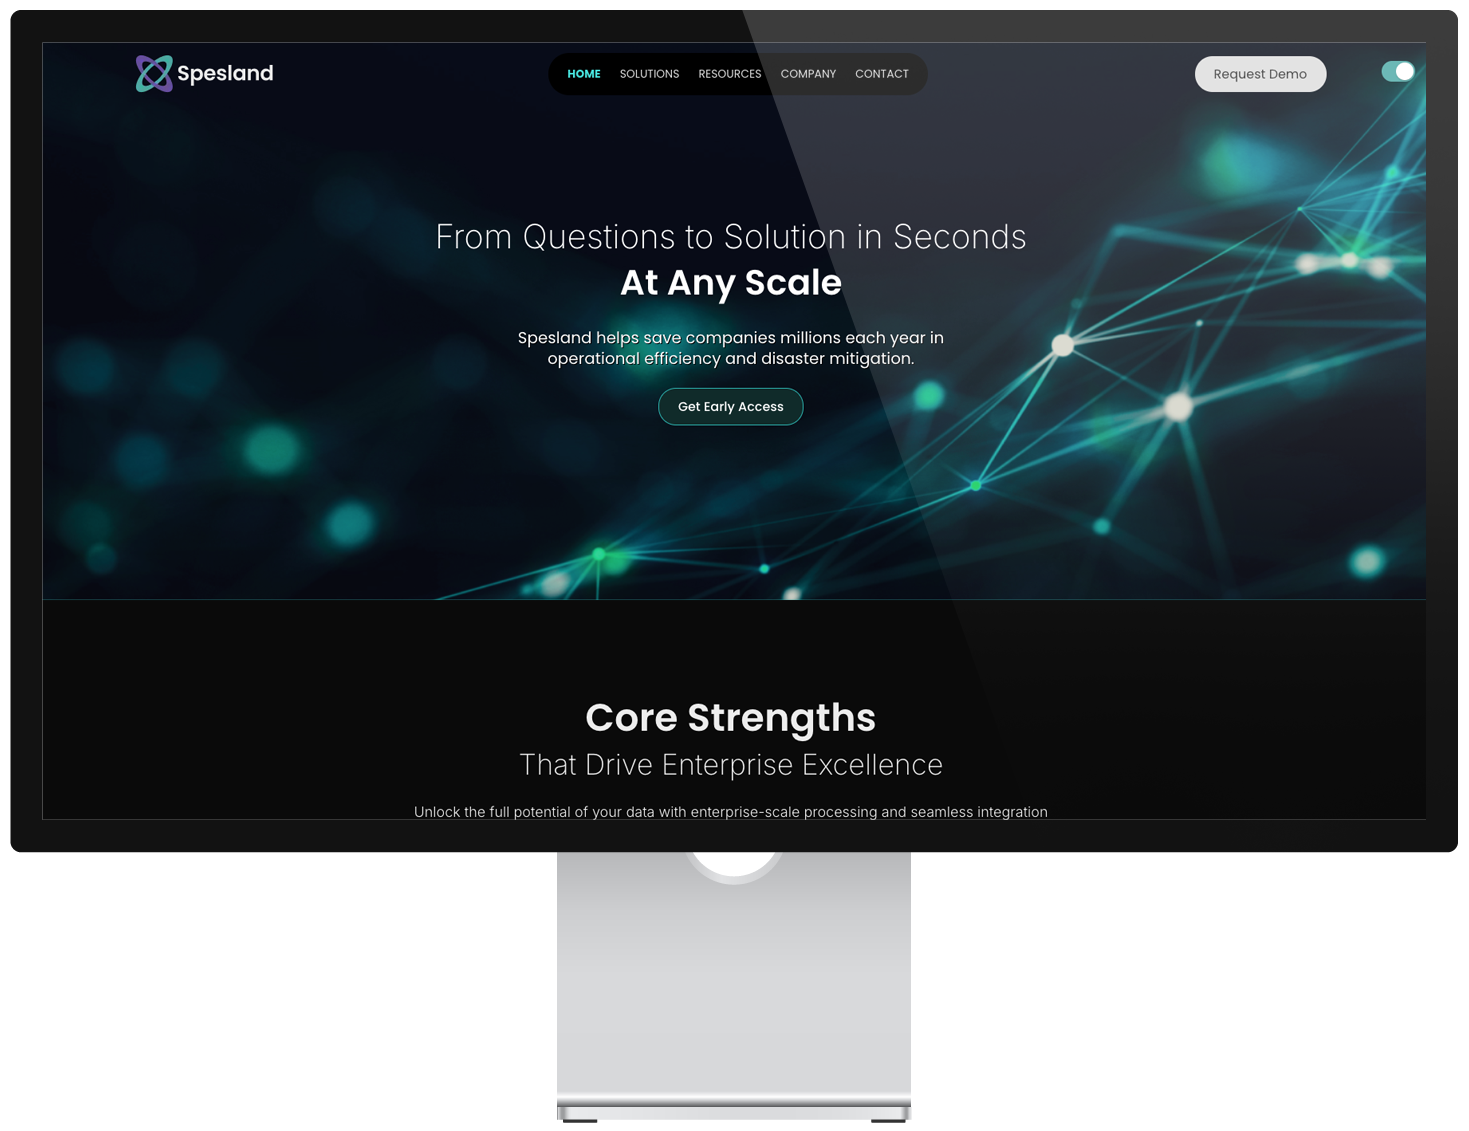 Spesland
HOME SOLUTIONS RESOURCES COMPANY CONTACT
Request Demo
From Questions to Solution in Seconds
At Any Scale
Spesland helps save companies millions each year in
operational efficiency and disaster mitigation.
Get Early Access
Core Strengths
That Drive Enterprise Excellence
Unlock the full potential of your data with enterprise-scale processing and seamless integration